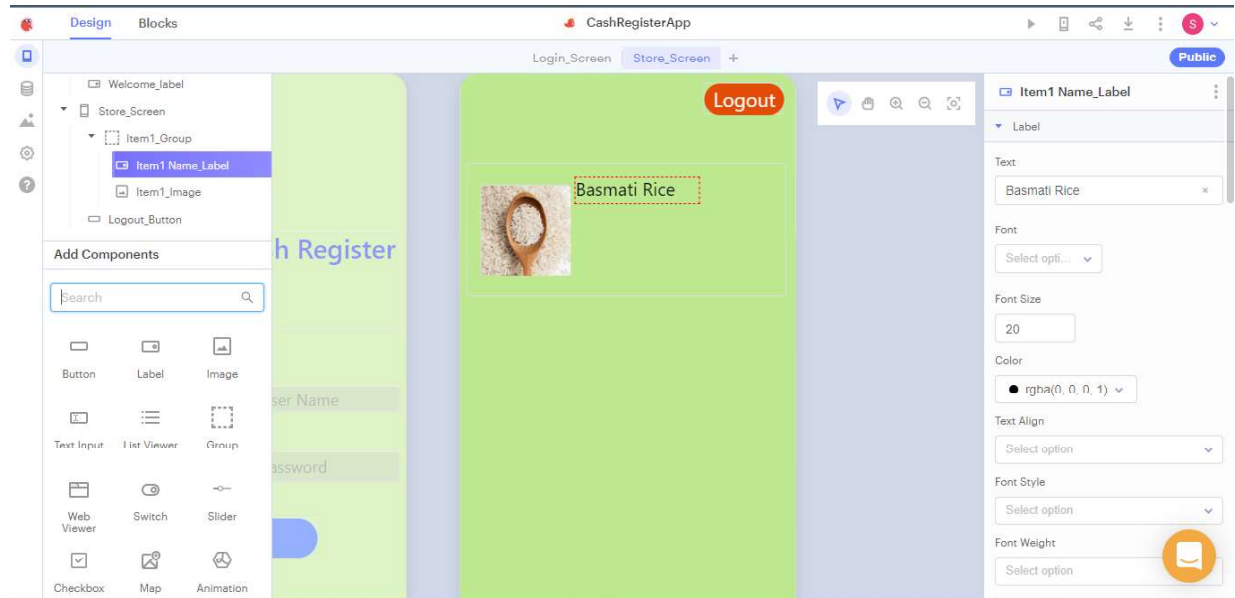 Design Blocks CashRegisterApp S
Login_Screen Store_Screen + Public
Welcome_label
Store_Screen
Item1_Group
Item1 Name_Label
Item1_Image
Logout_Button
Add Components
Search
Button Label Image
Text Input List Viewer Group
Web Viewer Switch Slider
Checkbox Map Animation
h Register
ser Name
assword
Logout
Basmati Rice
Item1 Name_Label
Label
Text
Basmati Rice ×
Font
Select opti...
Font Size
20
Color
rgba(0, 0, 0, 1)
Text Align
Select option
Font Style
Select option
Font Weight
Select option